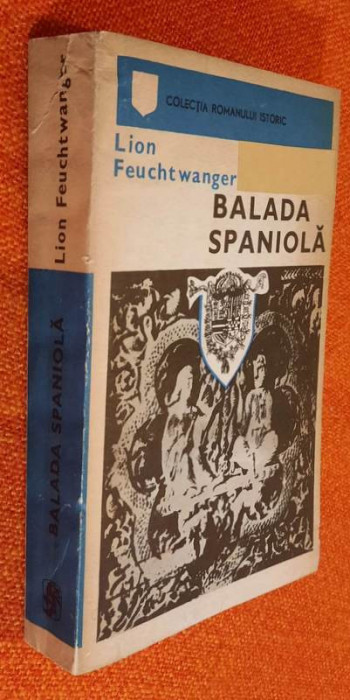 COLECȚIA ROMANULUI ISTORIC
Lion
Feuchtwanger
BALADA
SPANIOLĂ
BALADA SPANIOLĂ Lion Feuchtwanger